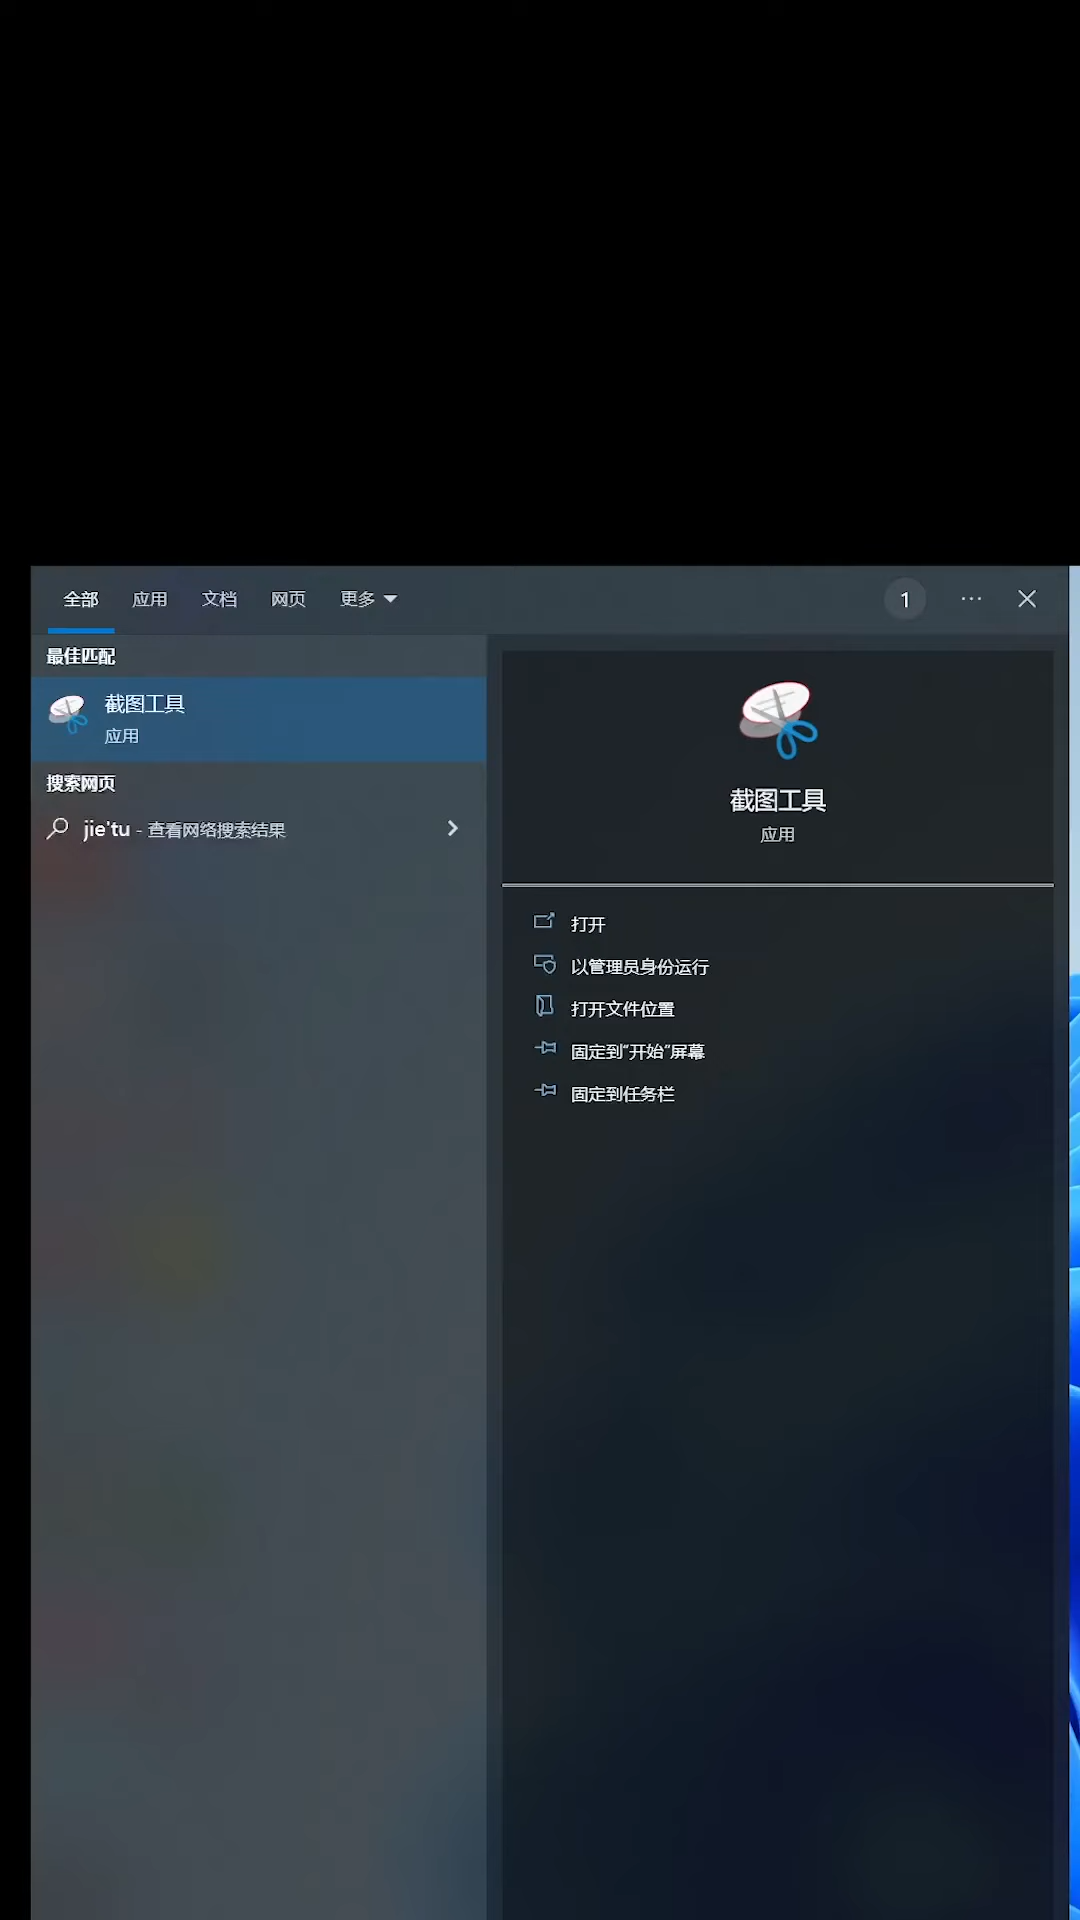 全部 应用 文档 网页 更多 1 ···
最佳匹配
截图工具
应用
搜索网页
jie'tu - 查看网络搜索结果
截图工具
应用
打开
以管理员身份运行
打开文件位置
固定到“开始”屏幕
固定到任务栏